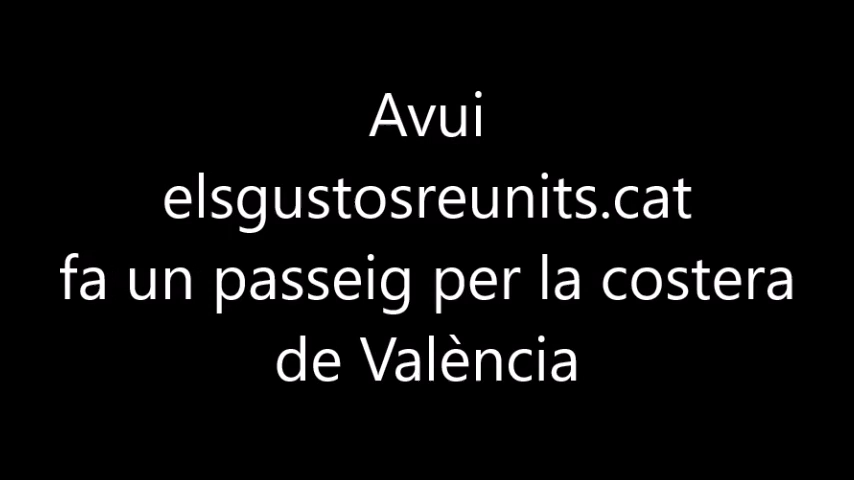 Avui
elsgustosreunits.cat
fa un passeig per la costera
de València